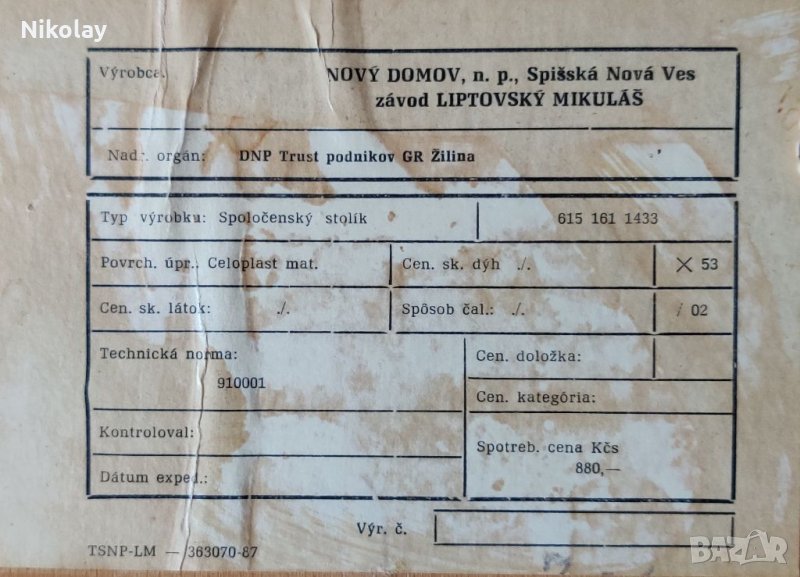 Nikolay
Výrobca: NOVÝ DOMOV, n. p., Spišská Nová Ves
závod LIPTOVSKÝ MIKULÁŠ
Nadr. orgán: DNP Trust podnikov GR Žilina
Typ výrobku: Spoločenský stolík 615 161 1433
Povrch. úpr.: Celoplast mat. Cen. sk. dýh ./. X 53
Cen. sk. látok: ./. Spôsob čal.: ./. / 02
Technická norma: Cen. doložka:
910001
Cen. kategória:
Kontroloval:
Spotreb. cena Kčs
880,—
Dátum exped.:
Výr. č.
TSNP-LM — 363070-87
BAZAR